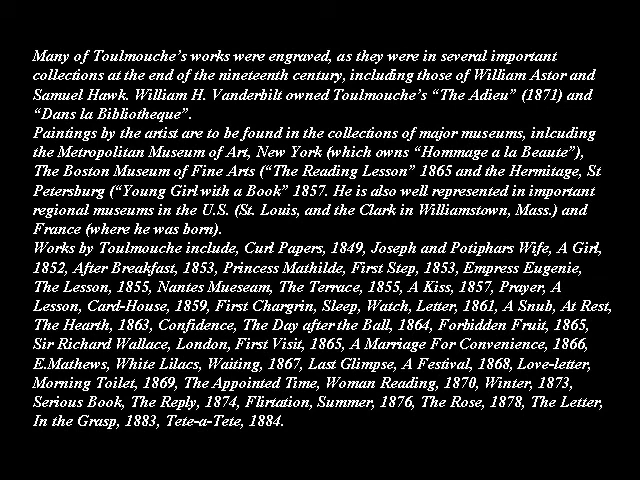 Many of Toulmouche's works were engraved, as they were in several important
collections at the end of the nineteenth century, including those of William Astor and
Samuel Hawk. William H. Vanderbilt owned Toulmouche's “The Adieu” (1871) and
“Dans la Bibliotheque”.
Paintings by the artist are to be found in the collections of major museums, inlcuding
the Metropolitan Museum of Art, New York (which owns “Hommage a la Beaute”),
The Boston Museum of Fine Arts (“The Reading Lesson” 1865 and the Hermitage, St
Petersburg (“Young Girl with a Book” 1857. He is also well represented in important
regional museums in the U.S. (St. Louis, and the Clark in Williamstown, Mass.) and
France (where he was born).
Works by Toulmouche include, Curl Papers, 1849, Joseph and Potiphars Wife, A Girl,
1852, After Breakfast, 1853, Princess Mathilde, First Step, 1853, Empress Eugenie,
The Lesson, 1855, Nantes Mueseam, The Terrace, 1855, A Kiss, 1857, Prayer, A
Lesson, Card-House, 1859, First Chargrin, Sleep, Watch, Letter, 1861, A Snub, At Rest,
The Hearth, 1863, Confidence, The Day after the Ball, 1864, Forbidden Fruit, 1865,
Sir Richard Wallace, London, First Visit, 1865, A Marriage For Convenience, 1866,
E.Mathews, White Lilacs, Waiting, 1867, Last Glimpse, A Festival, 1868, Love-letter,
Morning Toilet, 1869, The Appointed Time, Woman Reading, 1870, Winter, 1873,
Serious Book, The Reply, 1874, Flirtation, Summer, 1876, The Rose, 1878, The Letter,
In the Grasp, 1883, Tete-a-Tete, 1884.